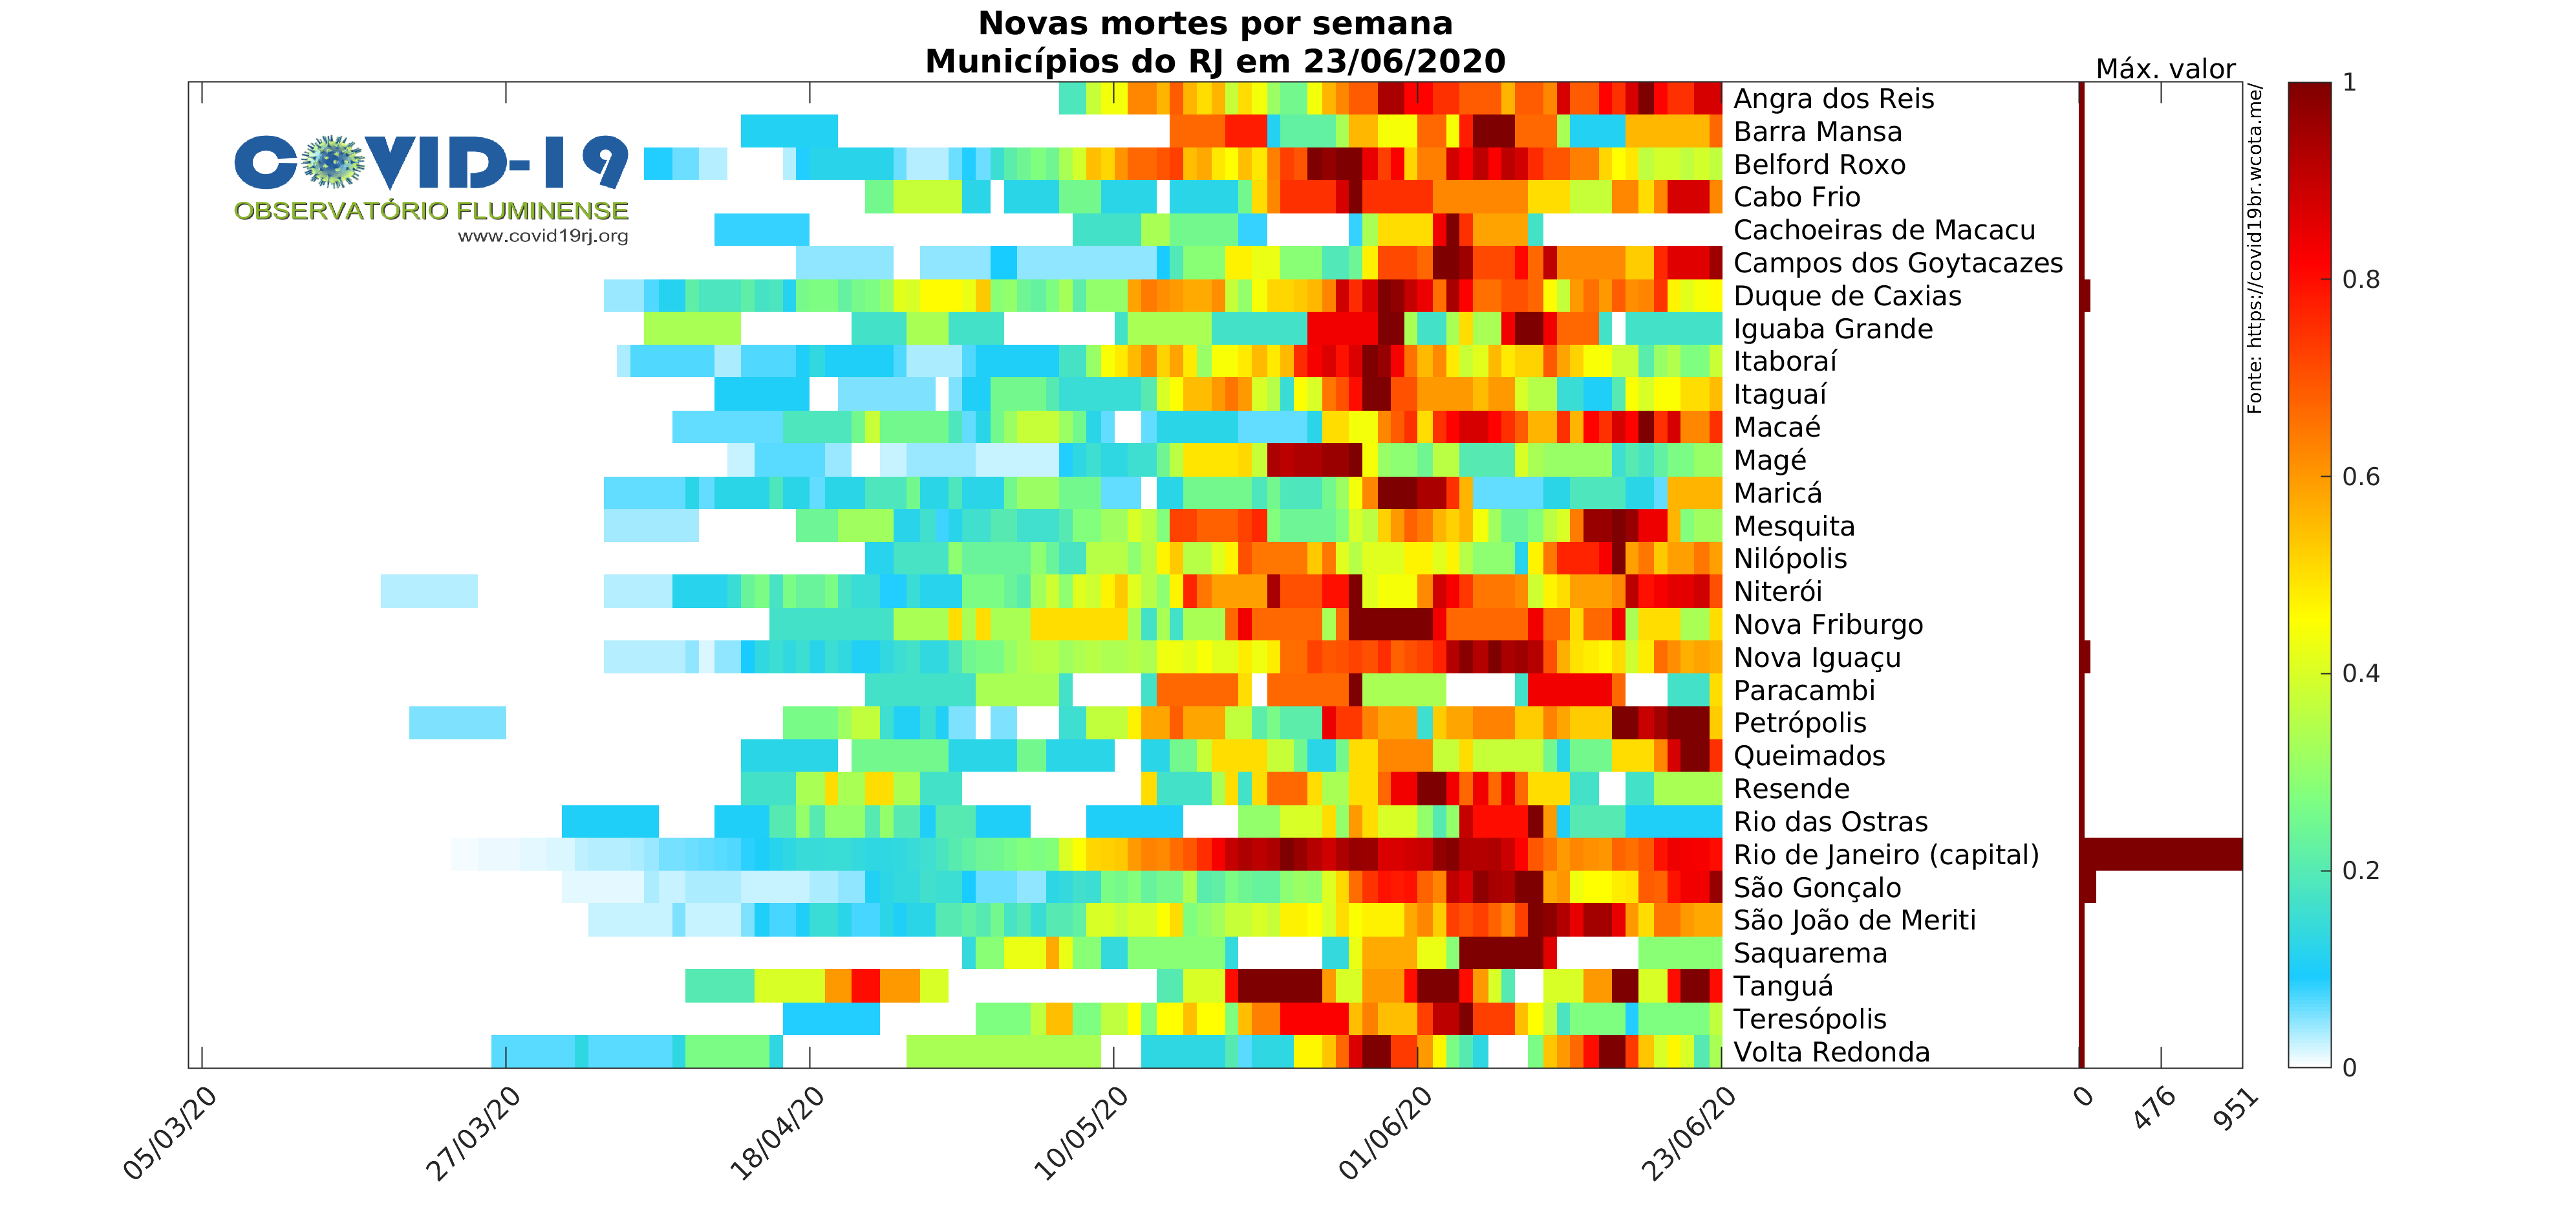 Novas mortes por semana
Municípios do RJ em 23/06/2020
Máx. valor
COVID-19
OBSERVATÓRIO FLUMINENSE
www.covid19rj.org
Angra dos Reis
Barra Mansa
Belford Roxo
Cabo Frio
Cachoeiras de Macacu
Campos dos Goytacazes
Duque de Caxias
Iguaba Grande
Itaboraí
Itaguaí
Macaé
Magé
Maricá
Mesquita
Nilópolis
Niterói
Nova Friburgo
Nova Iguaçu
Paracambi
Petrópolis
Queimados
Resende
Rio das Ostras
Rio de Janeiro (capital)
São Gonçalo
São João de Meriti
Saquarema
Tanguá
Teresópolis
Volta Redonda
Fonte: https://covid19br.wcota.me/
1
0.8
0.6
0.4
0.2
0
05/03/20
27/03/20
18/04/20
10/05/20
01/06/20
23/06/20
0
476
951